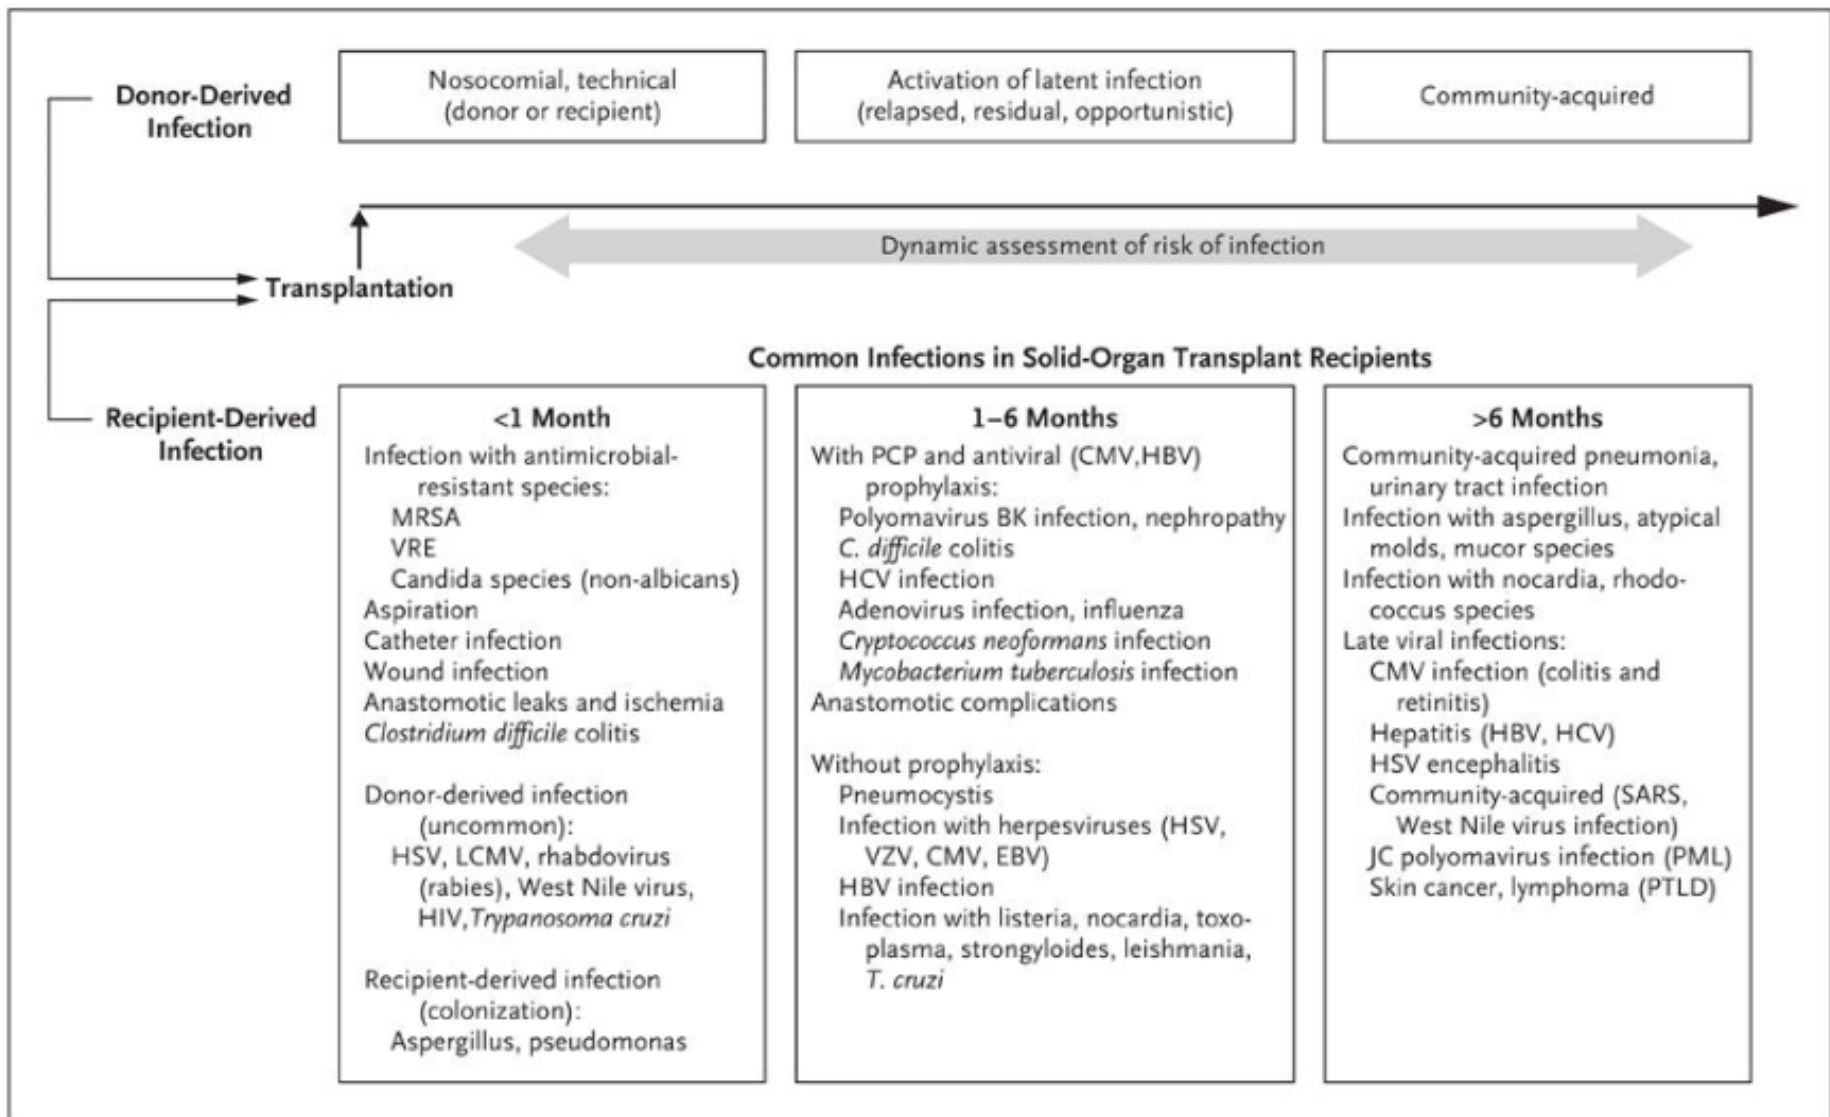 Donor-Derived
Infection
Nosocomial, technical
(donor or recipient)
Activation of latent infection
(relapsed, residual, opportunistic)
Community-acquired
Dynamic assessment of risk of infection
Transplantation
Common Infections in Solid-Organ Transplant Recipients
Recipient-Derived
Infection
<1 Month
Infection with antimicrobial-
resistant species:
MRSA
VRE
Candida species (non-albicans)
Aspiration
Catheter infection
Wound infection
Anastomotic leaks and ischemia
Clostridium difficile colitis
Donor-derived infection
(uncommon):
HSV, LCMV, rhabdovirus
(rabies), West Nile virus,
HIV, Trypanosoma cruzi
Recipient-derived infection
(colonization):
Aspergillus, pseudomonas
1–6 Months
With PCP and antiviral (CMV,HBV)
prophylaxis:
Polyomavirus BK infection, nephropathy
C. difficile colitis
HCV infection
Adenovirus infection, influenza
Cryptococcus neoformans infection
Mycobacterium tuberculosis infection
Anastomotic complications
Without prophylaxis:
Pneumocystis
Infection with herpesviruses (HSV,
VZV, CMV, EBV)
HBV infection
Infection with listeria, nocardia, toxo-
plasma, strongyloides, leishmania,
T. cruzi
>6 Months
Community-acquired pneumonia,
urinary tract infection
Infection with aspergillus, atypical
molds, mucor species
Infection with nocardia, rhodo-
coccus species
Late viral infections:
CMV infection (colitis and
retinitis)
Hepatitis (HBV, HCV)
HSV encephalitis
Community-acquired (SARS,
West Nile virus infection)
JC polyomavirus infection (PML)
Skin cancer, lymphoma (PTLD)